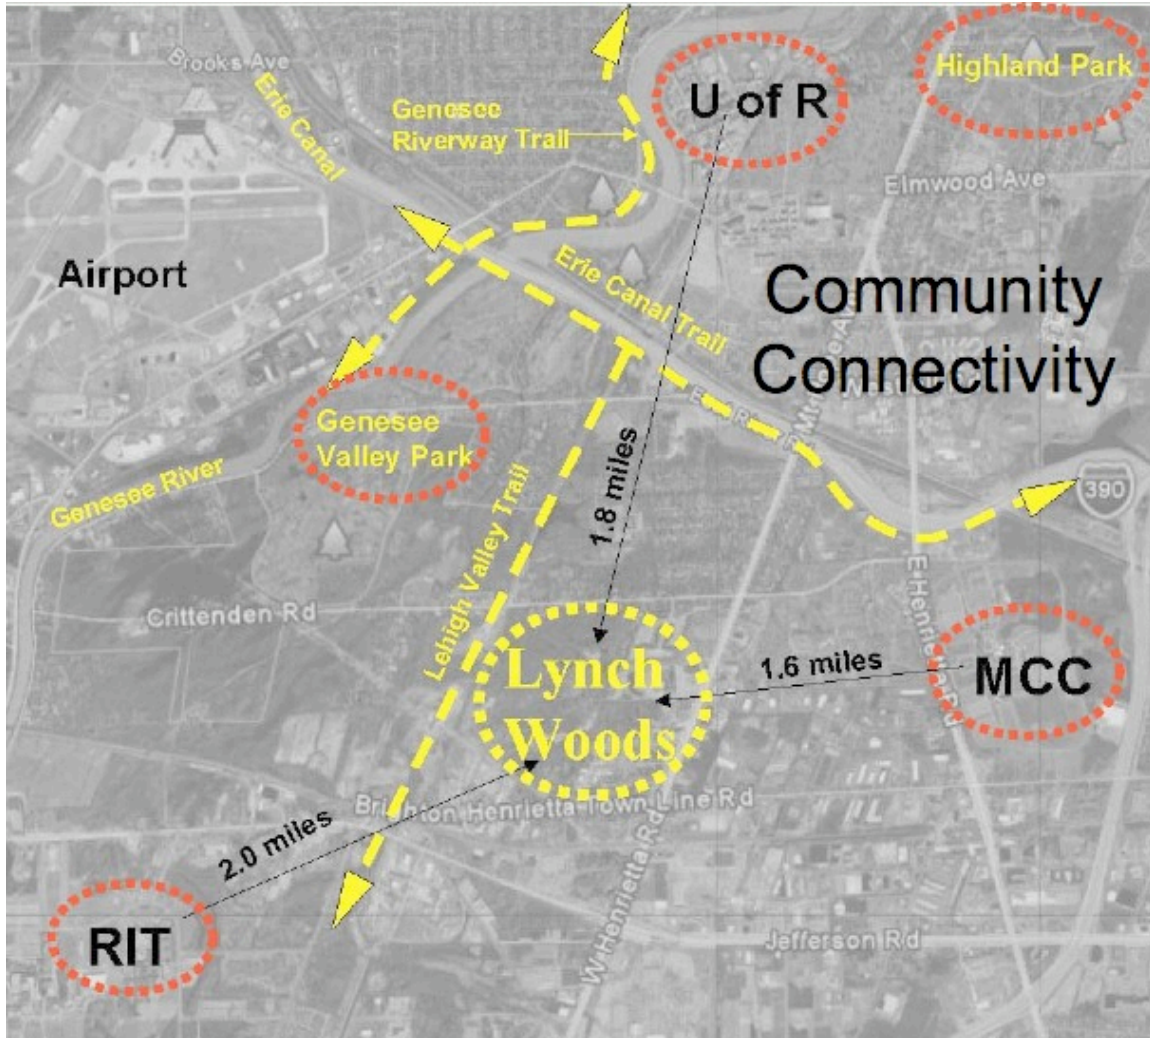 Brooks Ave
Erie Canal
Genesee
Riverway Trail
U of R
Highland Park
Elmwood Ave
Airport
Erie Canal Trail
Community
Connectivity
Genesee
Valley Park
390
Genesee River
Lehigh Valley Trail
1.8 miles
E Henrietta Rd
Crittenden Rd
Lynch
Woods
1.6 miles
MCC
Brighton Henrietta Town Line Rd
2.0 miles
W Henrietta Rd
RIT
Jefferson Rd